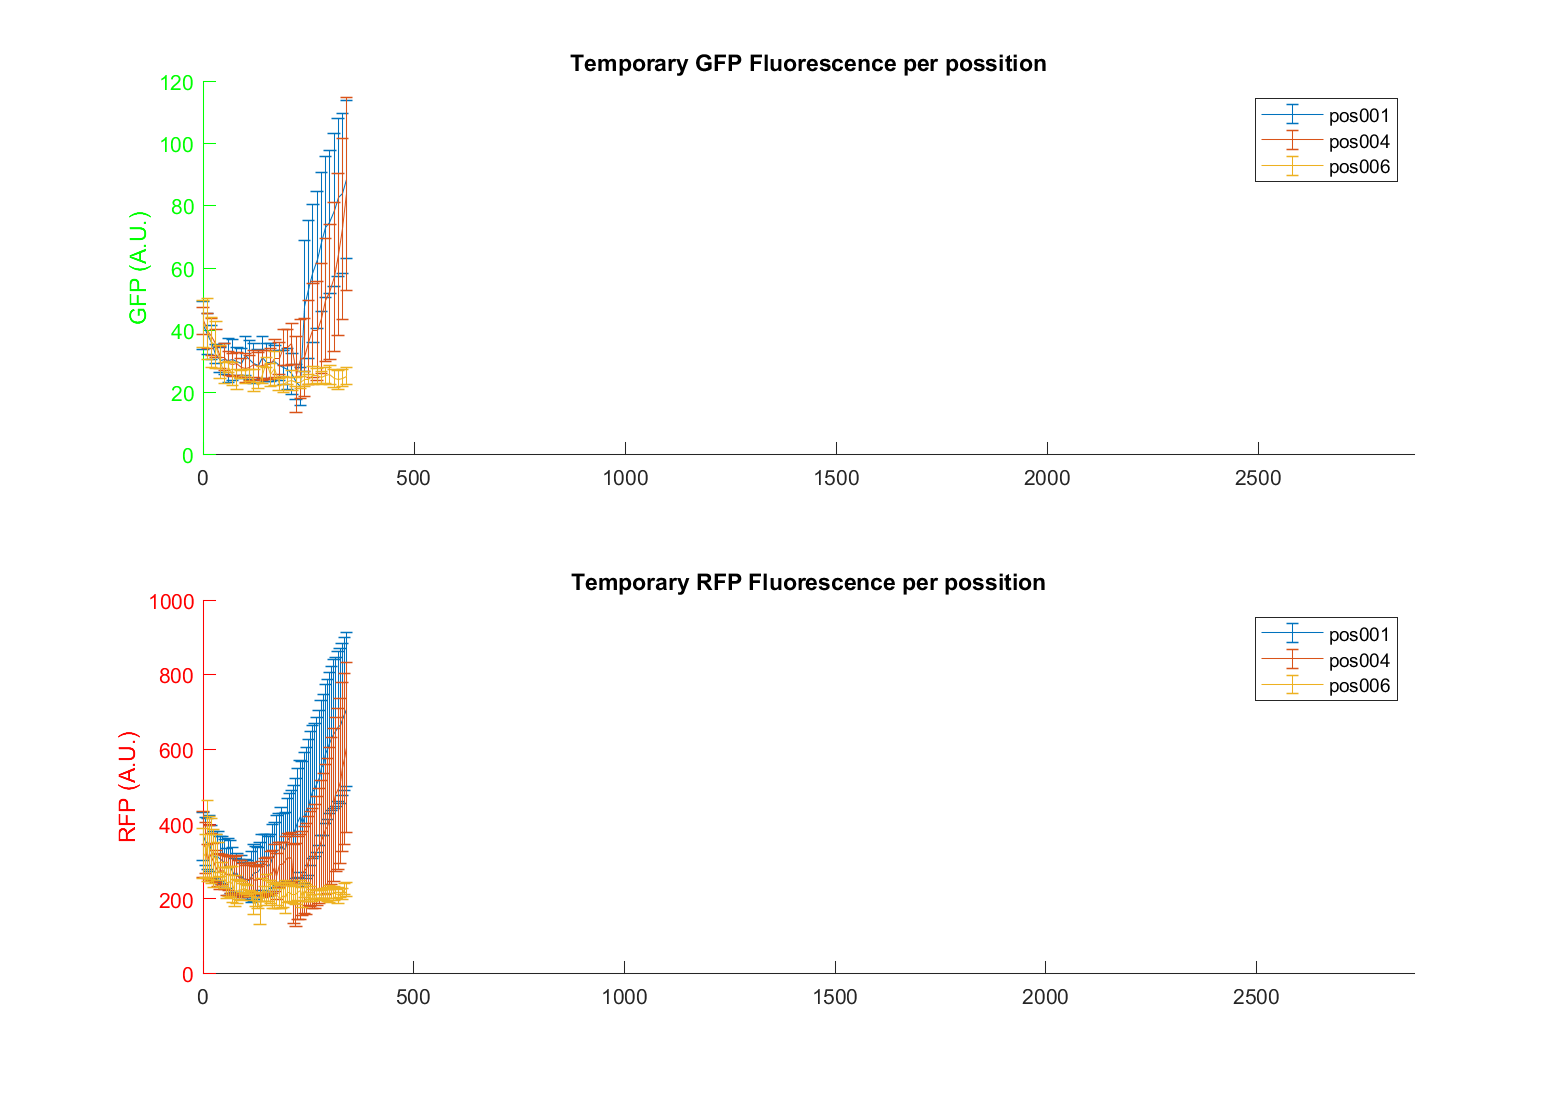 Temporary GFP Fluorescence per possition
120
100
80
60
40
20
0
GFP (A.U.)
pos001
pos004
pos006
0 500 1000 1500 2000 2500
Temporary RFP Fluorescence per possition
1000
800
600
400
200
0
RFP (A.U.)
pos001
pos004
pos006
0 500 1000 1500 2000 2500